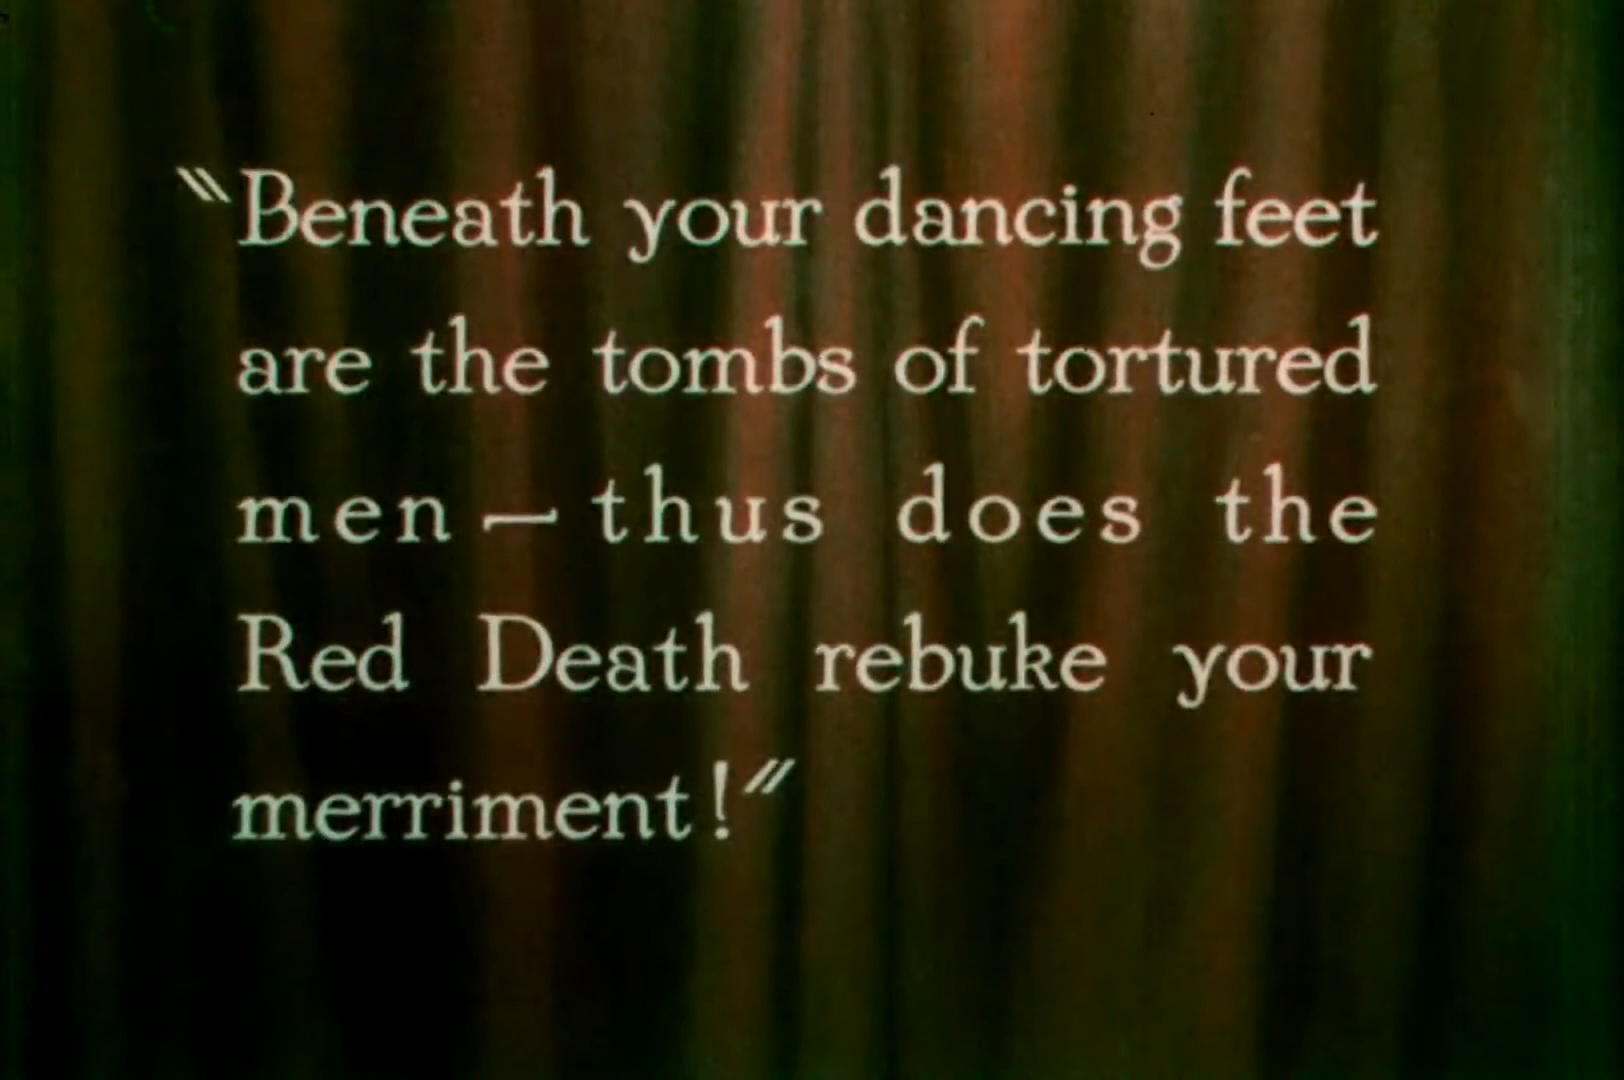 "Beneath your dancing feet
are the tombs of tortured
men — thus does the
Red Death rebuke your
merriment!"